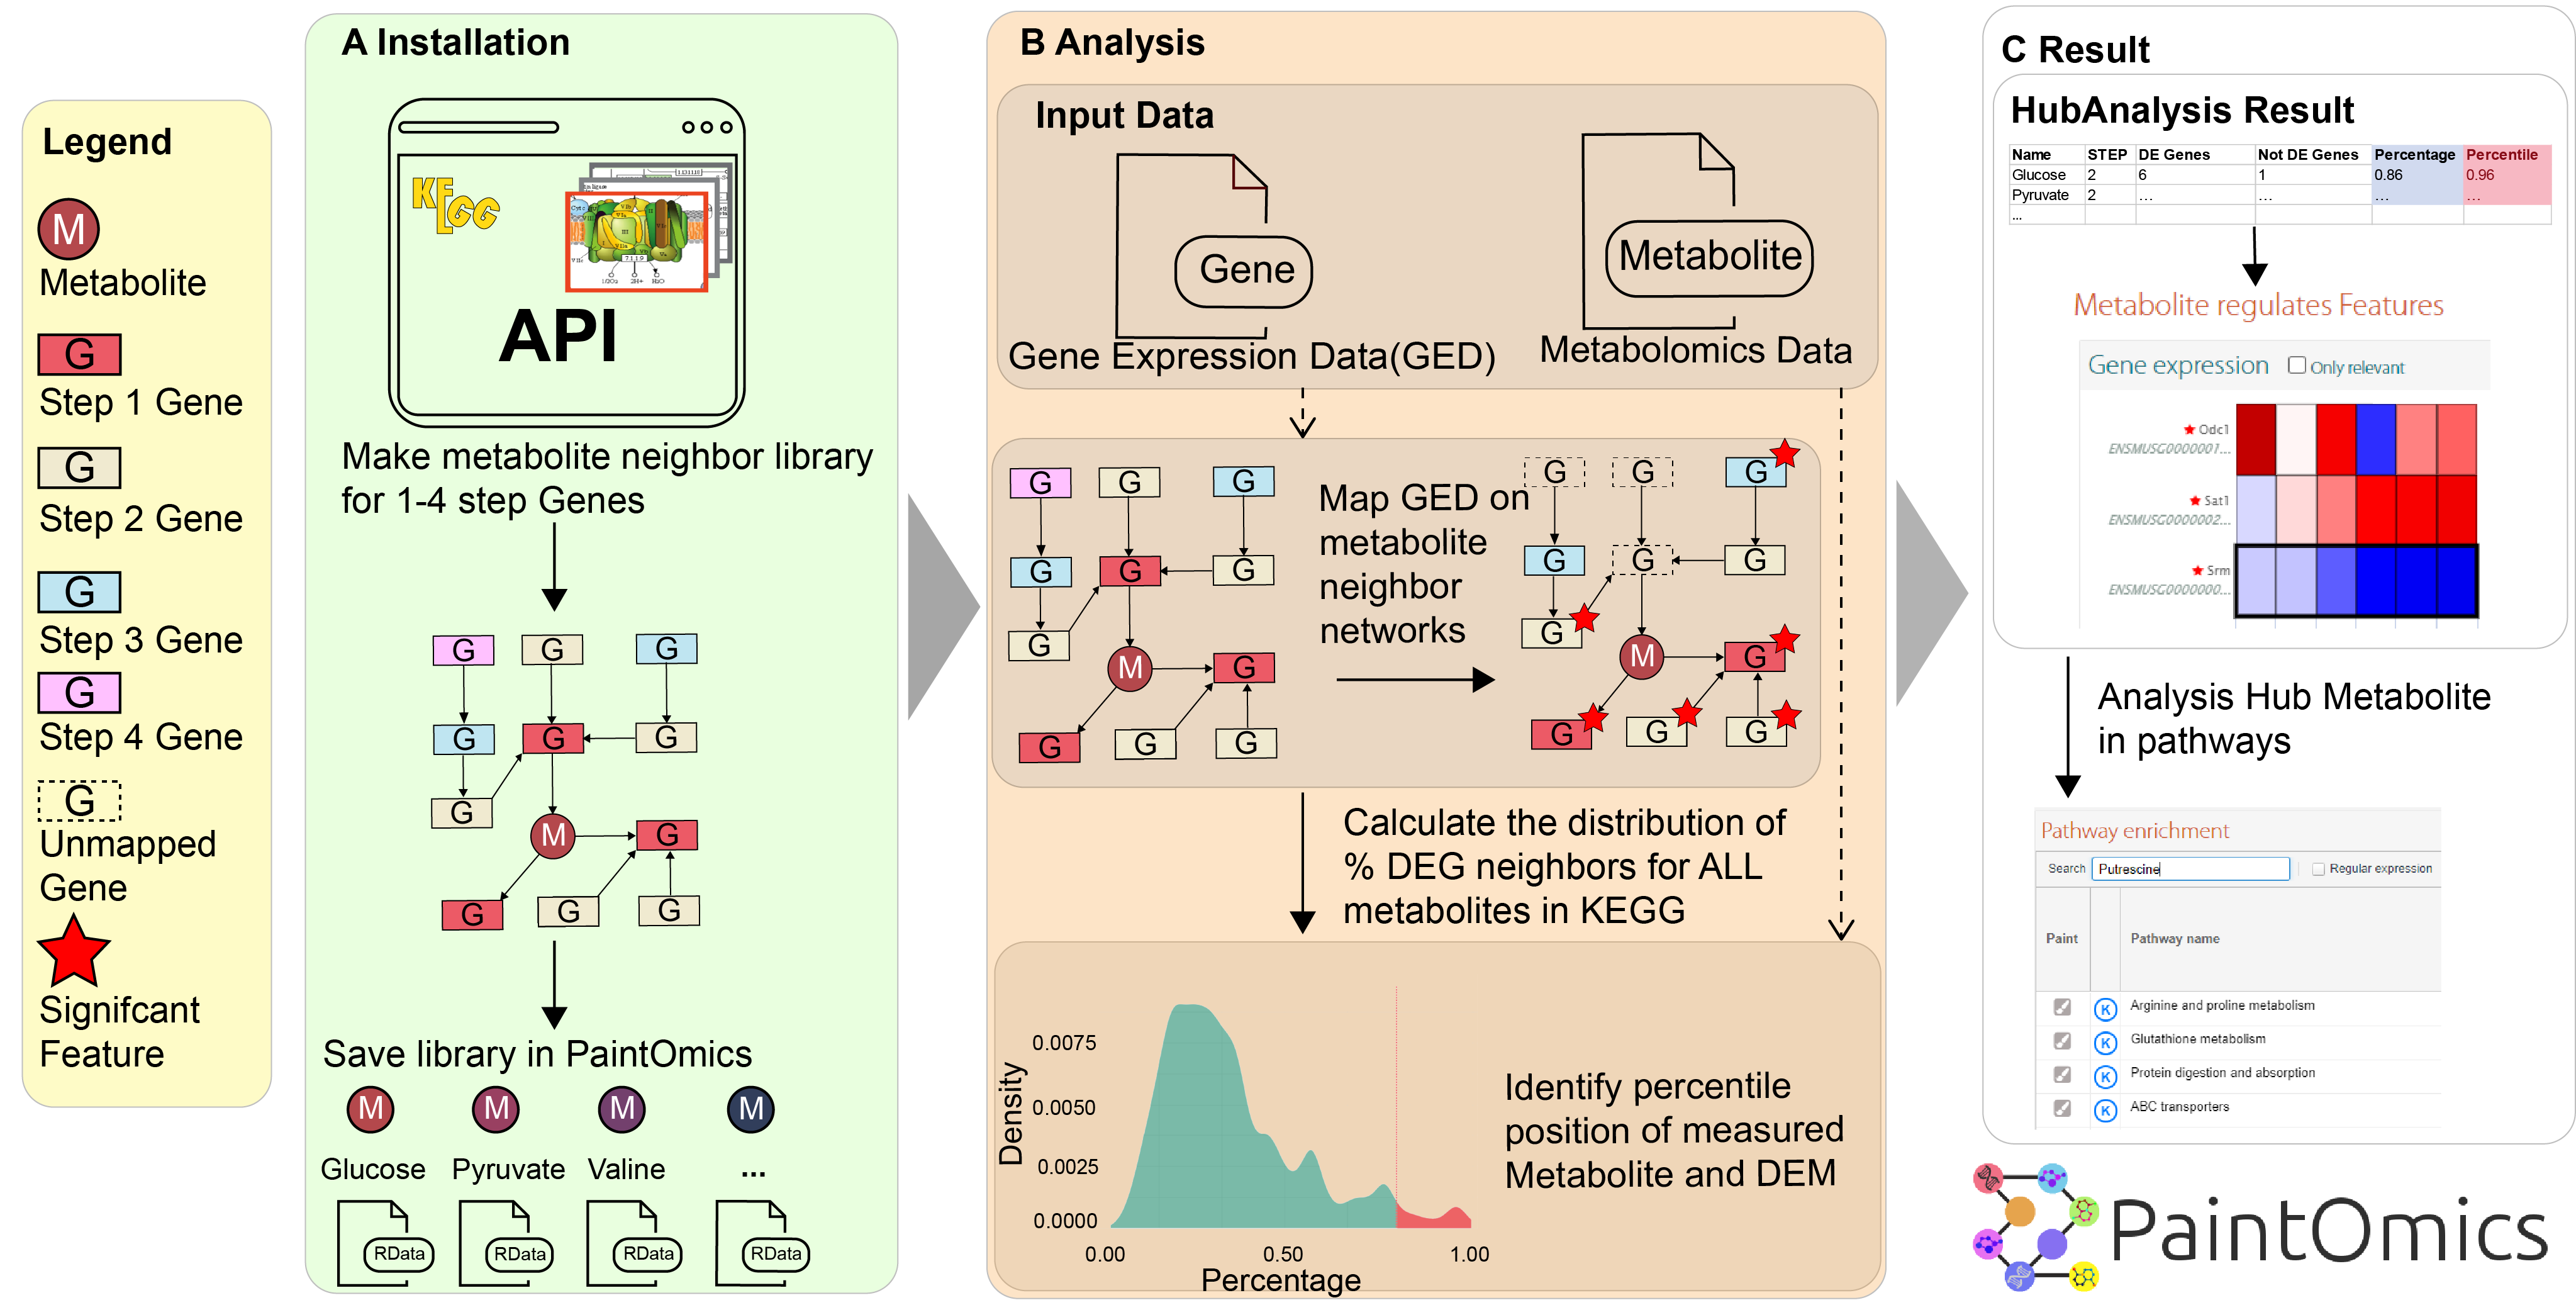 Legend
M
Metabolite
G
Step 1 Gene
G
Step 2 Gene
G
Step 3 Gene
G
Step 4 Gene
G
Unmapped
Gene
Signifcant
Feature
A Installation
KEGG
API
Make metabolite neighbor library
for 1-4 step Genes
G G G
G G G
G
M G
G G G
Save library in PaintOmics
M M M M
Glucose Pyruvate Valine ...
RData RData RData RData
B Analysis
Input Data
Gene
Metabolite
Gene Expression Data(GED)
Metabolomics Data
G G G
G G G
G
M G
G G G
Map GED on
metabolite
neighbor
networks
G G G
G G G
G
M G
G G G
Calculate the distribution of
% DEG neighbors for ALL
metabolites in KEGG
Density
0.0075
0.0050
0.0025
0.0000
0.00 0.50 1.00
Percentage
Identify percentile
position of measured
Metabolite and DEM
C Result
HubAnalysis Result
Name STEP DE Genes Not DE Genes Percentage Percentile
Glucose 2 6 1 0.86 0.96
Pyruvate 2 ... ... ... ...
...
Metabolite regulates Features
Gene expression Only relevant
Odc1
ENSMUSG0000001...
Sat1
ENSMUSG0000002...
Srm
ENSMUSG0000000...
Analysis Hub Metabolite
in pathways
Pathway enrichment
Search Putrescine Regular expression
Paint Pathway name
K Arginine and proline metabolism
K Glutathione metabolism
K Protein digestion and absorption
K ABC transporters
PaintOmics